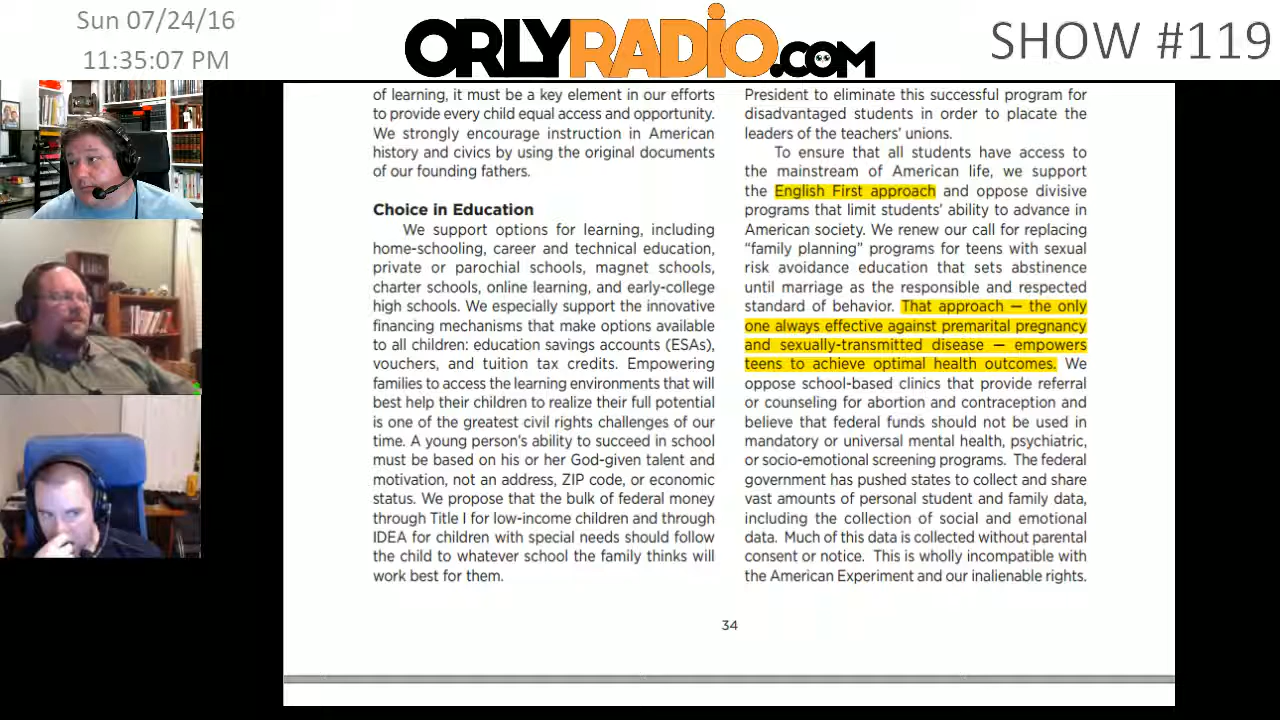 Sun 07/24/16
11:35:07 PM
ORLYRADIO.COM
SHOW #119
of learning, it must be a key element in our efforts
to provide every child equal access and opportunity.
We strongly encourage instruction in American
history and civics by using the original documents
of our founding fathers.
Choice in Education
We support options for learning, including
home-schooling, career and technical education,
private or parochial schools, magnet schools,
charter schools, online learning, and early-college
high schools. We especially support the innovative
financing mechanisms that make options available
to all children: education savings accounts (ESAs),
vouchers, and tuition tax credits. Empowering
families to access the learning environments that will
best help their children to realize their full potential
is one of the greatest civil rights challenges of our
time. A young person's ability to succeed in school
must be based on his or her God-given talent and
motivation, not an address, ZIP code, or economic
status. We propose that the bulk of federal money
through Title I for low-income children and through
IDEA for children with special needs should follow
the child to whatever school the family thinks will
work best for them.
President to eliminate this successful program for
disadvantaged students in order to placate the
leaders of the teachers' unions.
To ensure that all students have access to
the mainstream of American life, we support
the English First approach and oppose divisive
programs that limit students' ability to advance in
American society. We renew our call for replacing
"family planning" programs for teens with sexual
risk avoidance education that sets abstinence
until marriage as the responsible and respected
standard of behavior. That approach — the only
one always effective against premarital pregnancy
and sexually-transmitted disease — empowers
teens to achieve optimal health outcomes. We
oppose school-based clinics that provide referral
or counseling for abortion and contraception and
believe that federal funds should not be used in
mandatory or universal mental health, psychiatric,
or socio-emotional screening programs. The federal
government has pushed states to collect and share
vast amounts of personal student and family data,
including the collection of social and emotional
data. Much of this data is collected without parental
consent or notice. This is wholly incompatible with
the American Experiment and our inalienable rights.
34